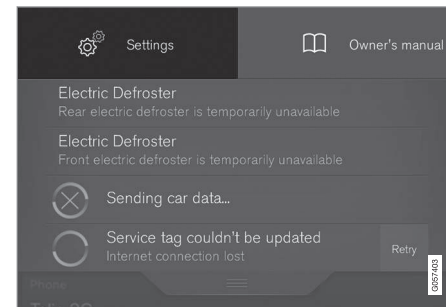 Settings
Owner's manual
Electric Defroster
Rear electric defroster is temporarily unavailable
Electric Defroster
Front electric defroster is temporarily unavailable
Sending car data...
Service tag couldn't be updated
Internet connection lost
Retry
Phone
G057403